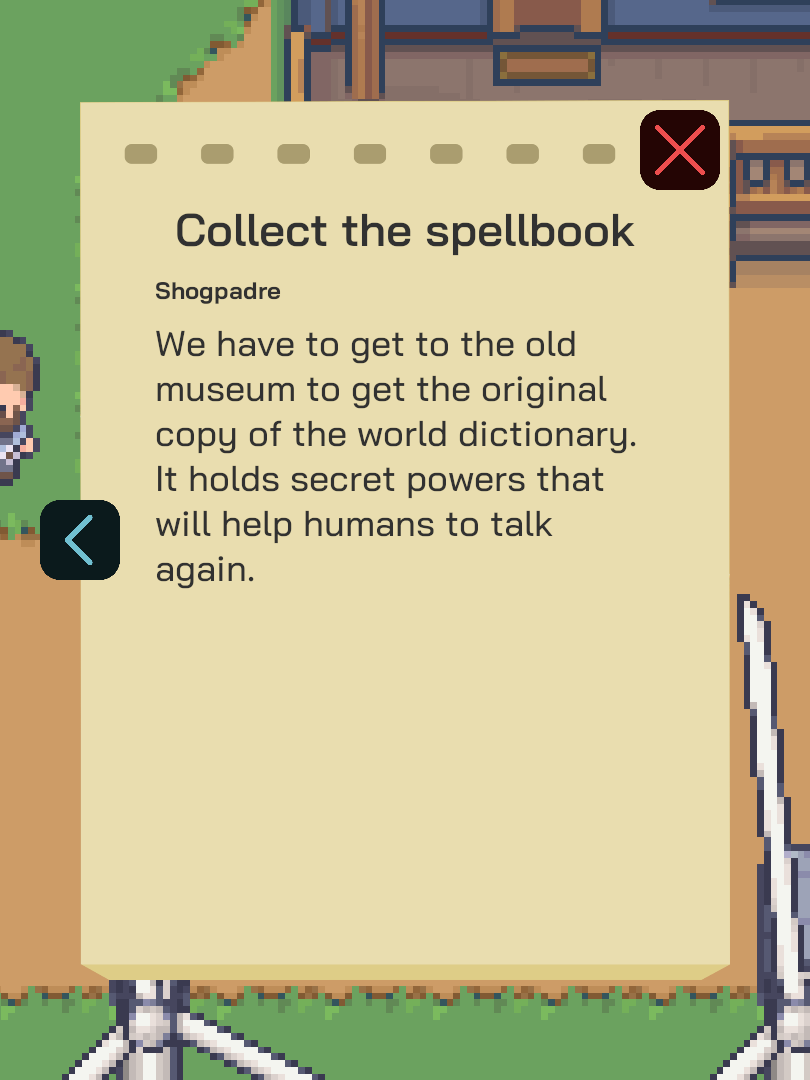 Collect the spellbook
Shogpadre
We have to get to the old
museum to get the original
copy of the world dictionary.
It holds secret powers that
will help humans to talk
again.